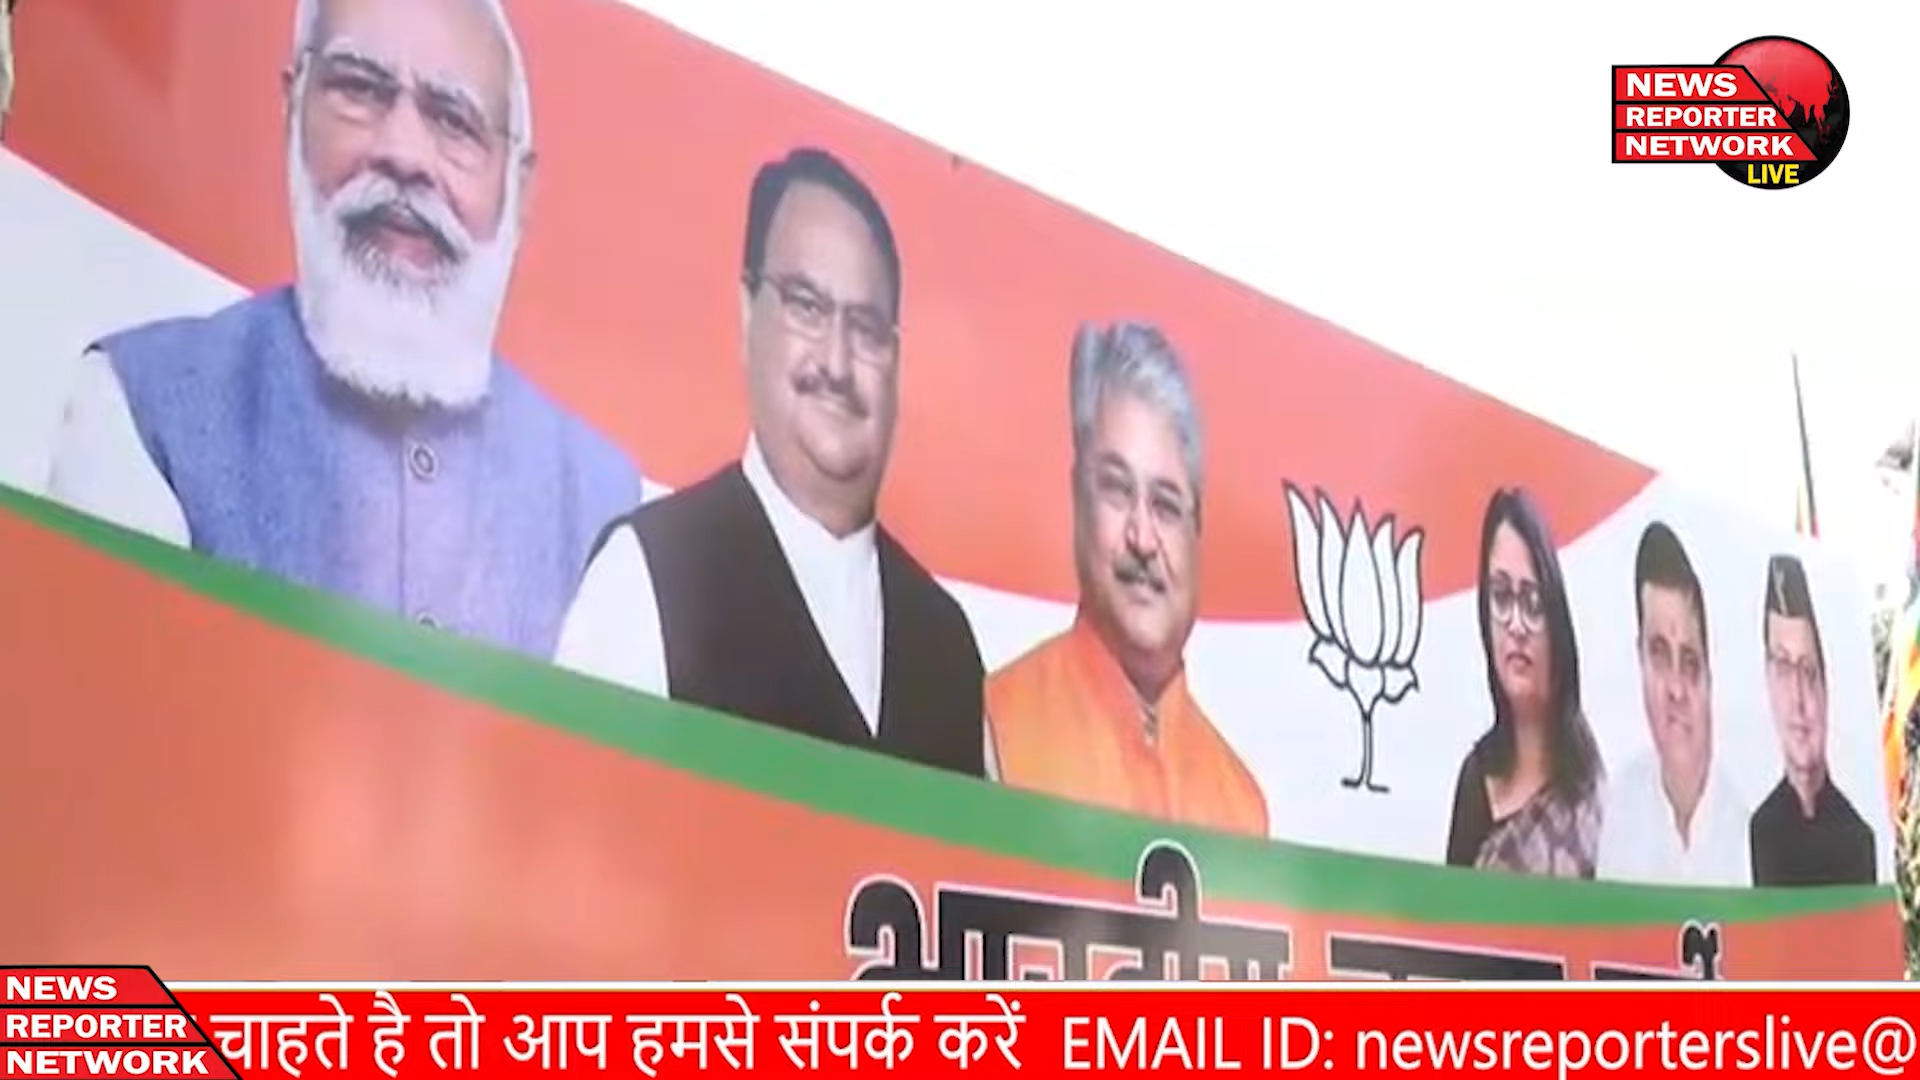 NEWS
REPORTER
NETWORK
LIVE
NEWS
REPORTER
NETWORK
चाहते है तो आप हमसे संपर्क करें EMAIL ID: newsreporterslive@